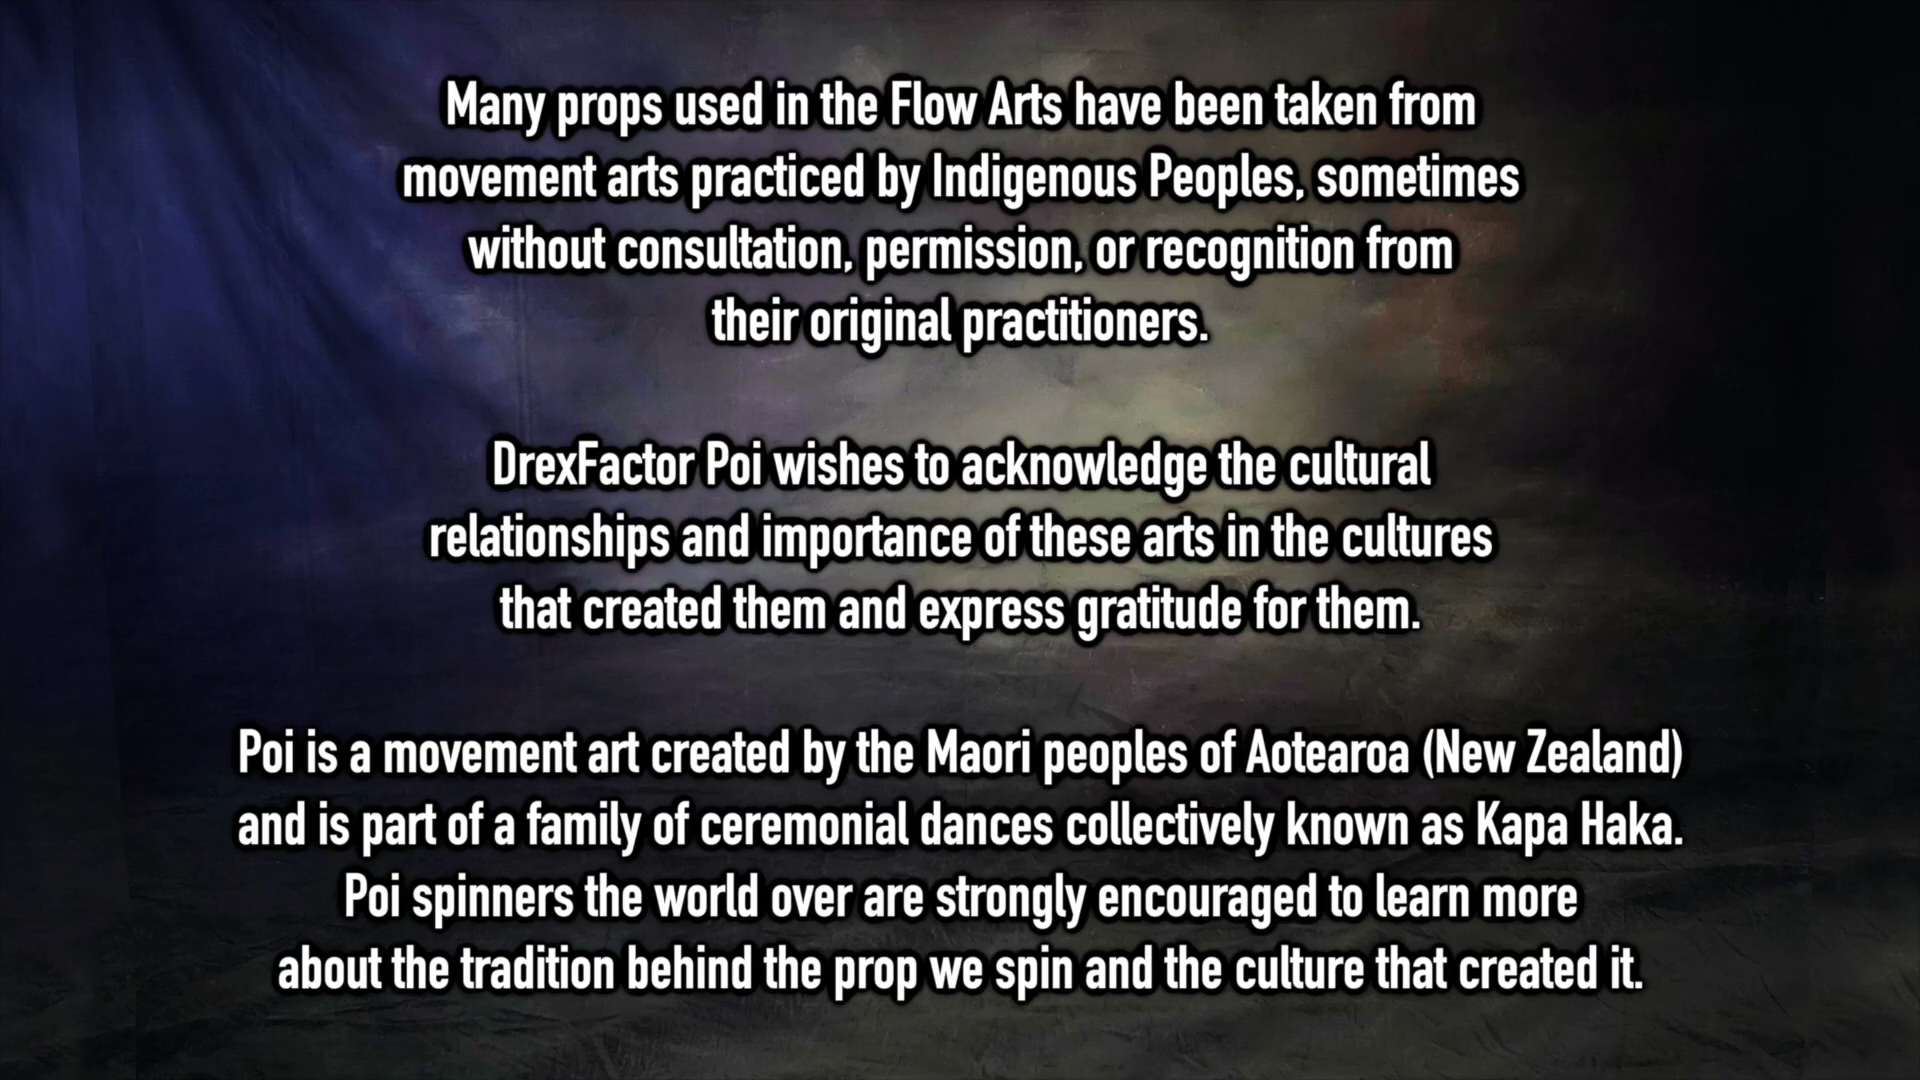 Many props used in the Flow Arts have been taken from
movement arts practiced by Indigenous Peoples, sometimes
without consultation, permission, or recognition from
their original practitioners.
DrexFactor Poi wishes to acknowledge the cultural
relationships and importance of these arts in the cultures
that created them and express gratitude for them.
Poi is a movement art created by the Maori peoples of Aotearoa (New Zealand)
and is part of a family of ceremonial dances collectively known as Kapa Haka.
Poi spinners the world over are strongly encouraged to learn more
about the tradition behind the prop we spin and the culture that created it.